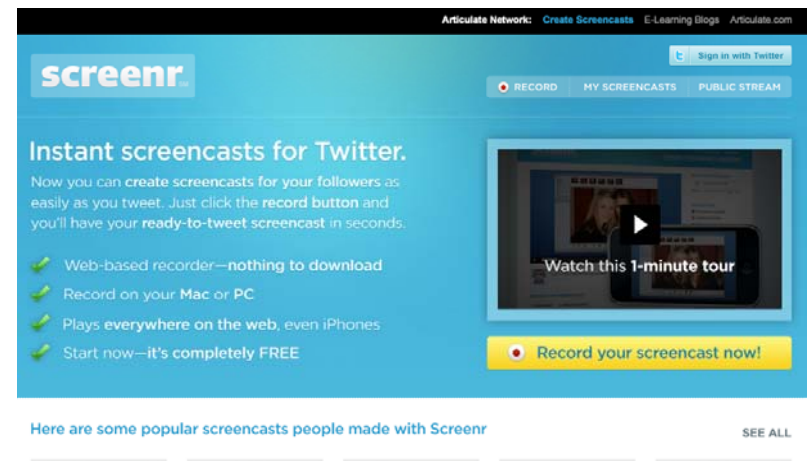 Articulate Network: Create Screencasts E-Learning Blogs Articulate.com
Sign in with Twitter
screenr
RECORD MY SCREENCASTS PUBLIC STREAM
Instant screencasts for Twitter.
Now you can create screencasts for your followers as
easily as you tweet. Just click the record button and
you'll have your ready-to-tweet screencast in seconds.
Web-based recorder—nothing to download
Record on your Mac or PC
Plays everywhere on the web, even iPhones
Start now—it's completely FREE
Watch this 1-minute tour
Record your screencast now!
Here are some popular screencasts people made with Screenr
SEE ALL